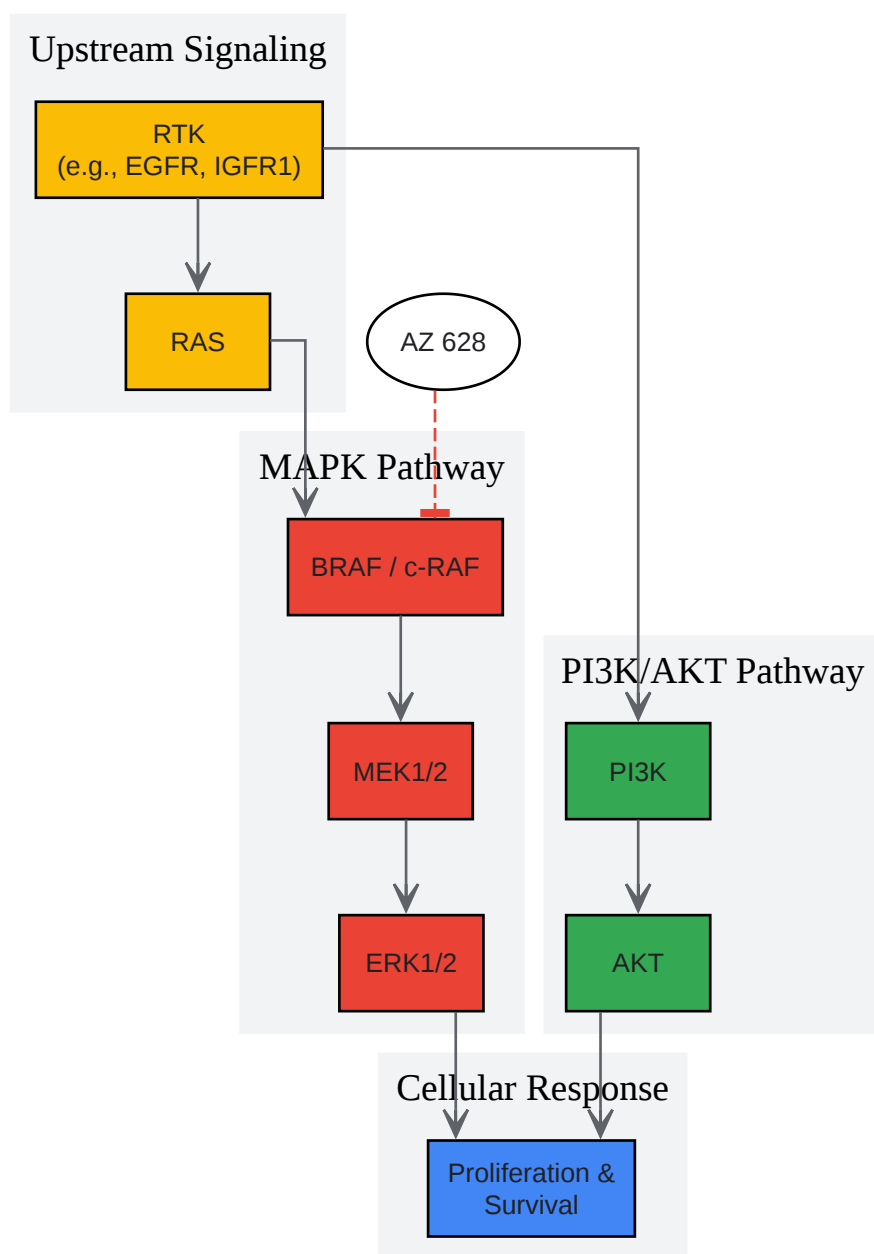 Upstream Signaling
RTK
(e.g., EGFR, IGFR1)
RAS
AZ 628
MAPK Pathway
BRAF / c-RAF
PI3K/AKT Pathway
MEK1/2
PI3K
ERK1/2
AKT
Cellular Response
Proliferation &
Survival